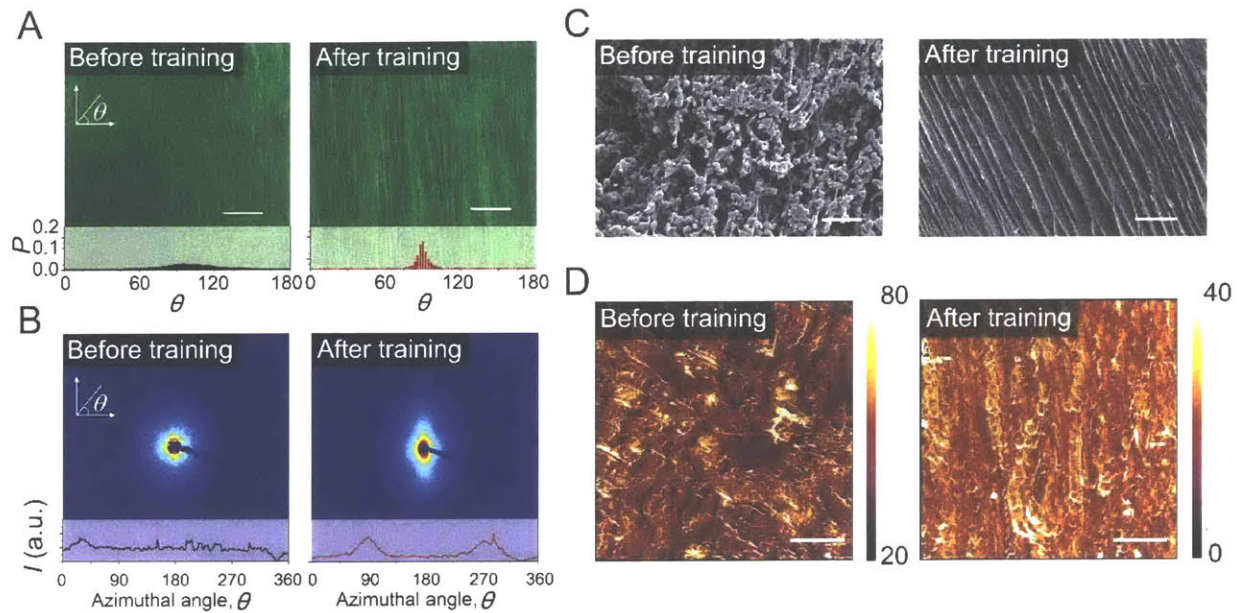 A
Before training
After training
θ
P
0.2
0.1
0.0
0 60 120 180
θ
0 60 120 180
θ
B
Before training
After training
θ
I (a.u.)
0 90 180 270 360
Azimuthal angle, θ
0 90 180 270 360
Azimuthal angle, θ
C
Before training
After training
D
Before training
80
20
After training
40
0